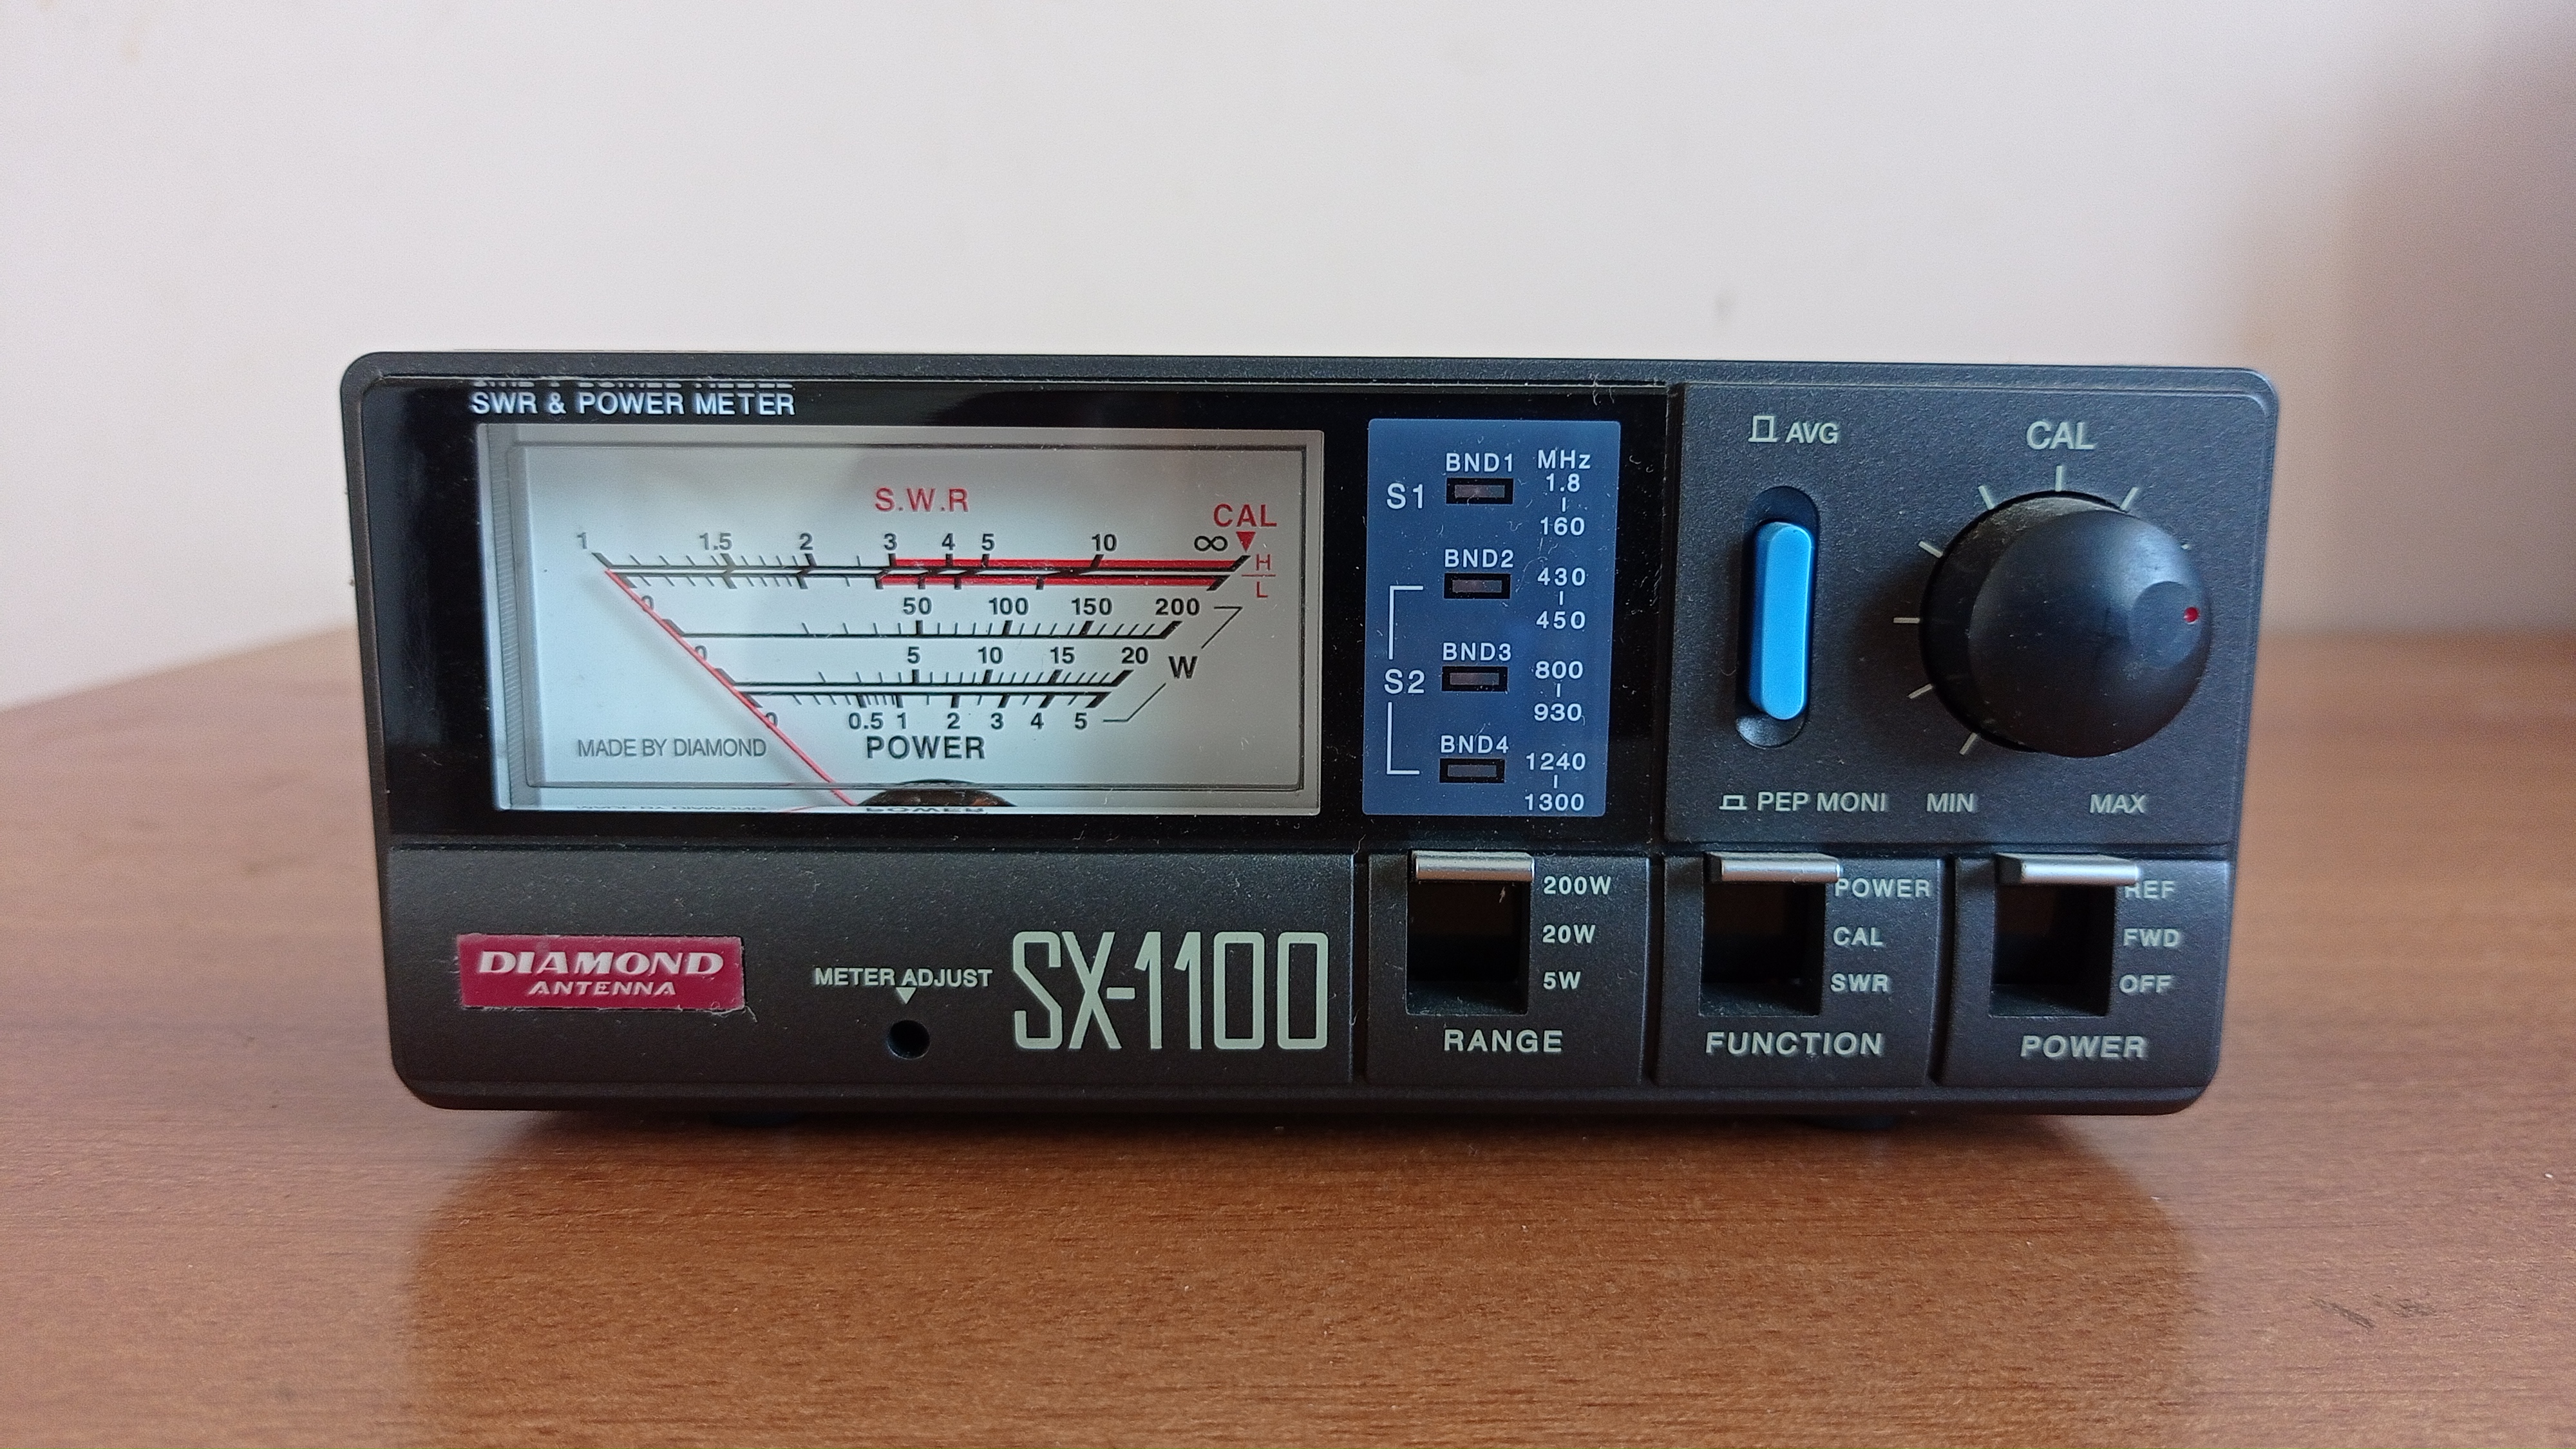 SWR & POWER METER
S.W.R
CAL
1 1.5 2 3 4 5 10 ∞
H
L
0 50 100 150 200
0 5 10 15 20
W
0 0.5 1 2 3 4 5
POWER
MADE BY DIAMOND
BND1 MHz
S1 1.8
160
BND2 430
450
BND3 800
S2 930
BND4 1240
1300
AVG
PEP MONI
CAL
MIN MAX
DIAMOND
ANTENNA
METER ADJUST
SX-1100
200W
20W
5W
RANGE
POWER
CAL
SWR
FUNCTION
REF
FWD
OFF
POWER